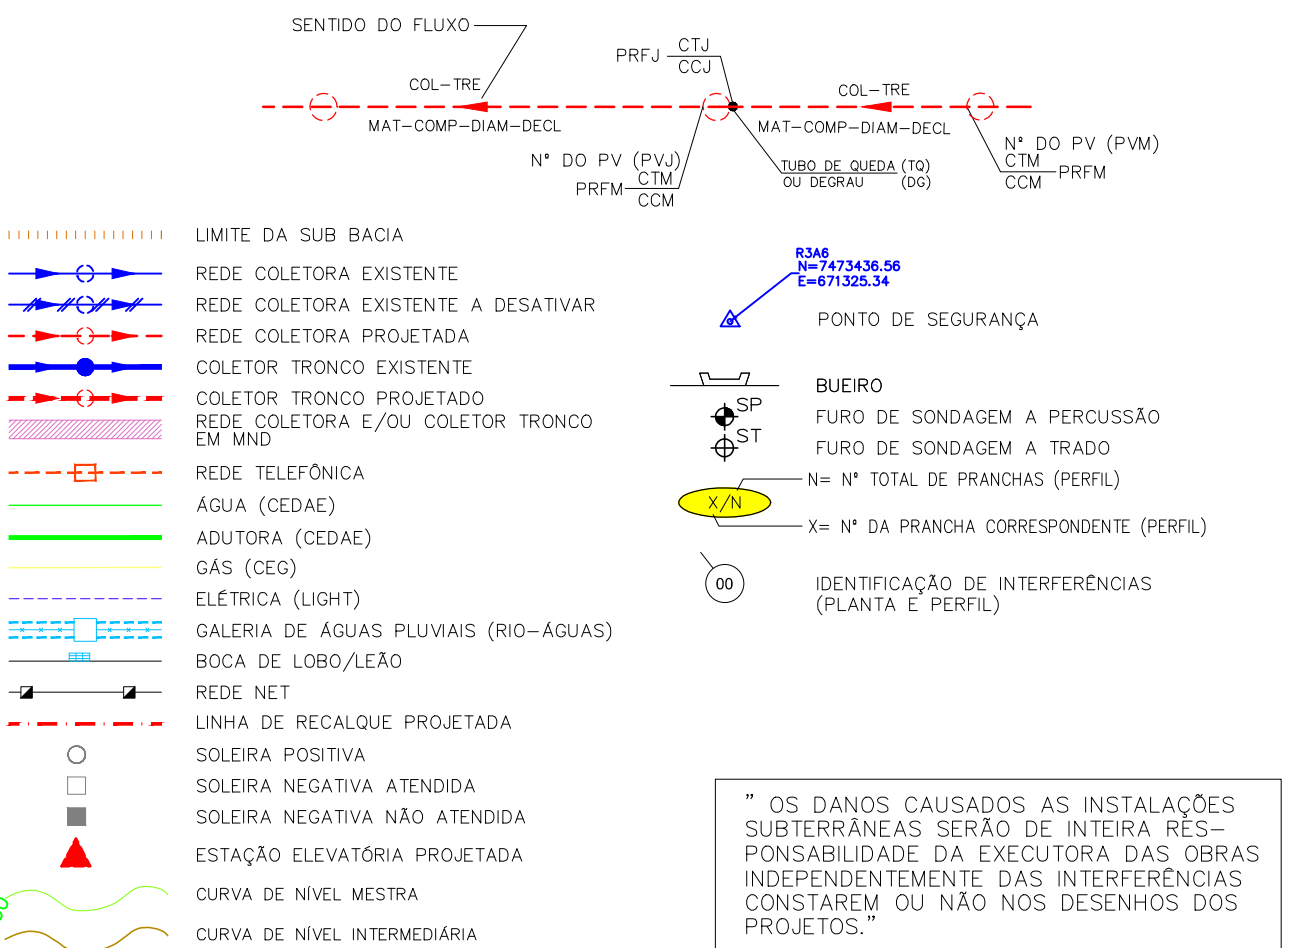 SENTIDO DO FLUXO
PRFJ CTJ
CCJ
COL-TRE
COL-TRE
MAT-COMP-DIAM-DECL
MAT-COMP-DIAM-DECL
Nº DO PV (PVJ)
PRFM CTM
CCM
TUBO DE QUEDA (TQ)
OU DEGRAU (DG)
Nº DO PV (PVM)
CTM
CCM PRFM
LIMITE DA SUB BACIA
REDE COLETORA EXISTENTE
REDE COLETORA EXISTENTE A DESATIVAR
REDE COLETORA PROJETADA
COLETOR TRONCO EXISTENTE
COLETOR TRONCO PROJETADO
REDE COLETORA E/OU COLETOR TRONCO
EM MND
REDE TELEFÔNICA
ÁGUA (CEDAE)
ADUTORA (CEDAE)
GÁS (CEG)
ELÉTRICA (LIGHT)
GALERIA DE ÁGUAS PLUVIAIS (RIO-ÁGUAS)
BOCA DE LOBO/LEÃO
REDE NET
LINHA DE RECALQUE PROJETADA
SOLEIRA POSITIVA
SOLEIRA NEGATIVA ATENDIDA
SOLEIRA NEGATIVA NÃO ATENDIDA
ESTAÇÃO ELEVATÓRIA PROJETADA
CURVA DE NÍVEL MESTRA
CURVA DE NÍVEL INTERMEDIÁRIA
R3A6
N=7473436.56
E=671325.34
PONTO DE SEGURANÇA
BUEIRO
SP
FURO DE SONDAGEM A PERCUSSÃO
ST
FURO DE SONDAGEM A TRADO
N= Nº TOTAL DE PRANCHAS (PERFIL)
X/N
X= Nº DA PRANCHA CORRESPONDENTE (PERFIL)
00
IDENTIFICAÇÃO DE INTERFERÊNCIAS
(PLANTA E PERFIL)
" OS DANOS CAUSADOS AS INSTALAÇÕES
SUBTERRÂNEAS SERÃO DE INTEIRA RES-
PONSABILIDADE DA EXECUTORA DAS OBRAS
INDEPENDENTEMENTE DAS INTERFERÊNCIAS
CONSTAREM OU NÃO NOS DESENHOS DOS
PROJETOS."